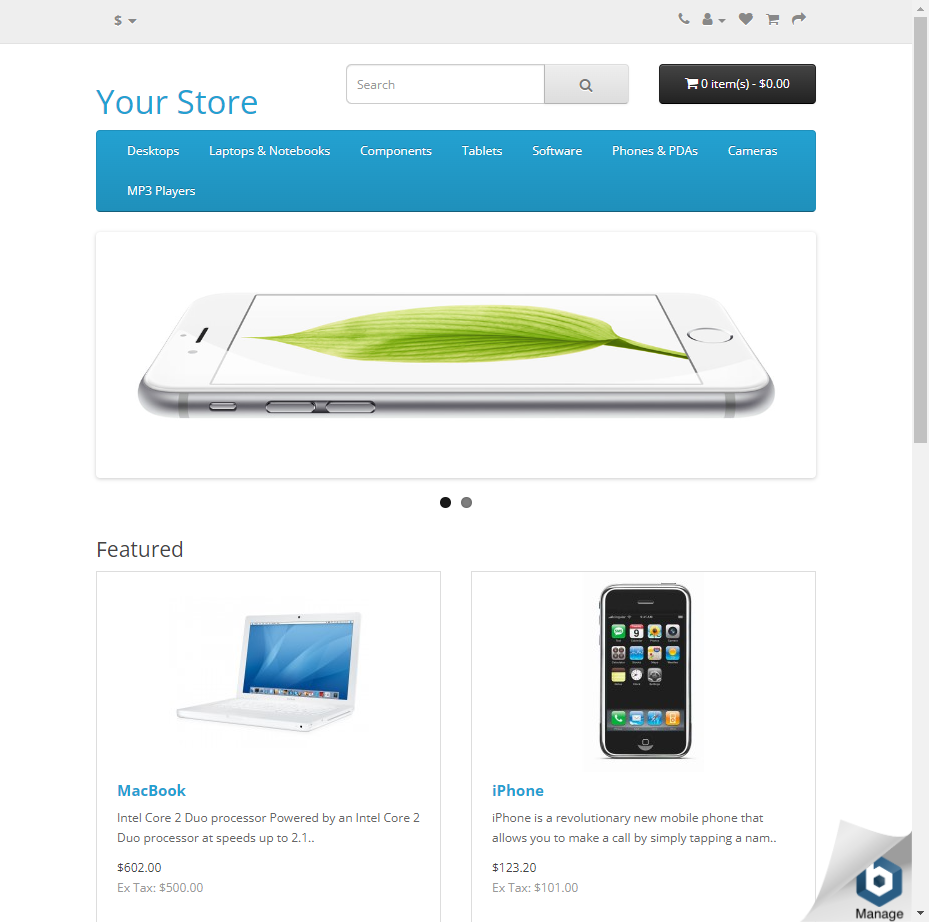 $
Your Store
Search
0 item(s) - $0.00
Desktops
Laptops & Notebooks
Components
Tablets
Software
Phones & PDAs
Cameras
MP3 Players
Featured
MacBook
Intel Core 2 Duo processor Powered by an Intel Core 2
Duo processor at speeds up to 2.1..
$602.00
Ex Tax: $500.00
iPhone
iPhone is a revolutionary new mobile phone that
allows you to make a call by simply tapping a nam..
$123.20
Ex Tax: $101.00
Manage